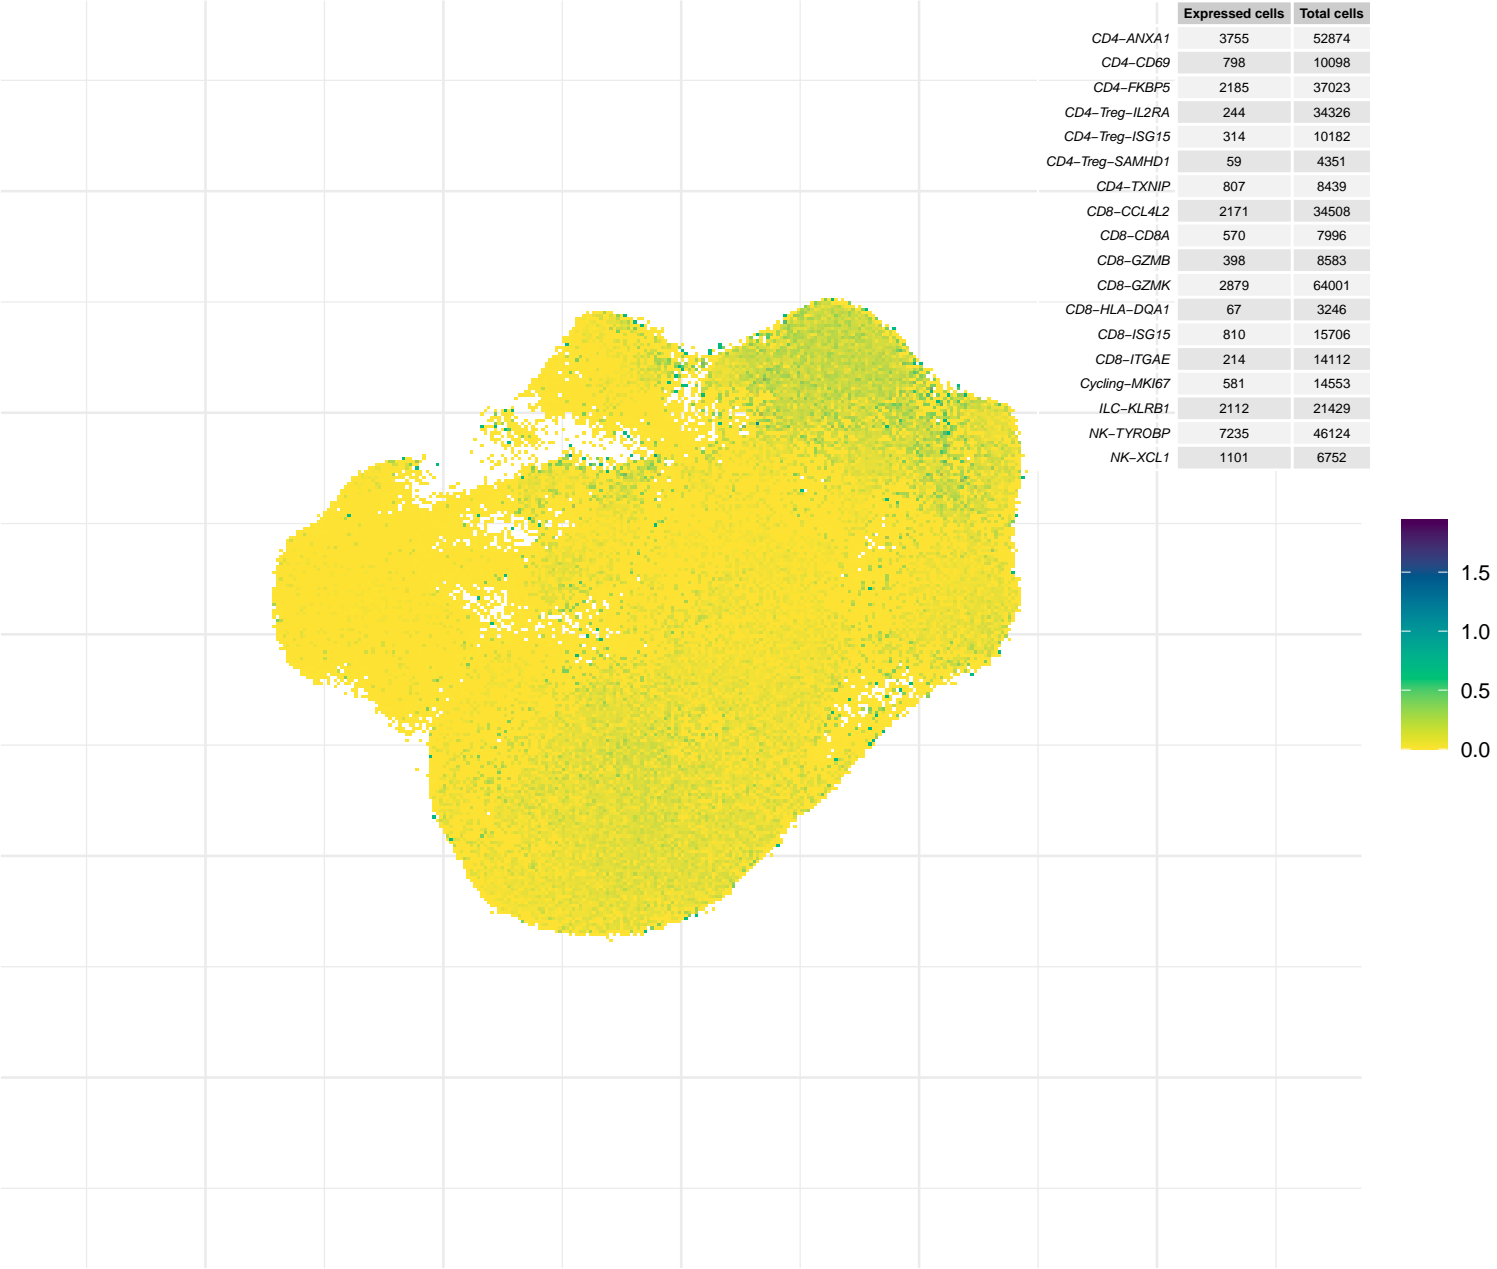 Expressed cells Total cells
CD4−ANXA1 3755 52874
CD4−CD69 798 10098
CD4−FKBP5 2185 37023
CD4−Treg−IL2RA 244 34326
CD4−Treg−ISG15 314 10182
CD4−Treg−SAMHD1 59 4351
CD4−TXNIP 807 8439
CD8−CCL4L2 2171 34508
CD8−CD8A 570 7996
CD8−GZMB 398 8583
CD8−GZMK 2879 64001
CD8−HLA−DQA1 67 3246
CD8−ISG15 810 15706
CD8−ITGAE 214 14112
Cycling−MKI67 581 14553
ILC−KLRB1 2112 21429
NK−TYROBP 7235 46124
NK−XCL1 1101 6752
1.5
1.0
0.5
0.0